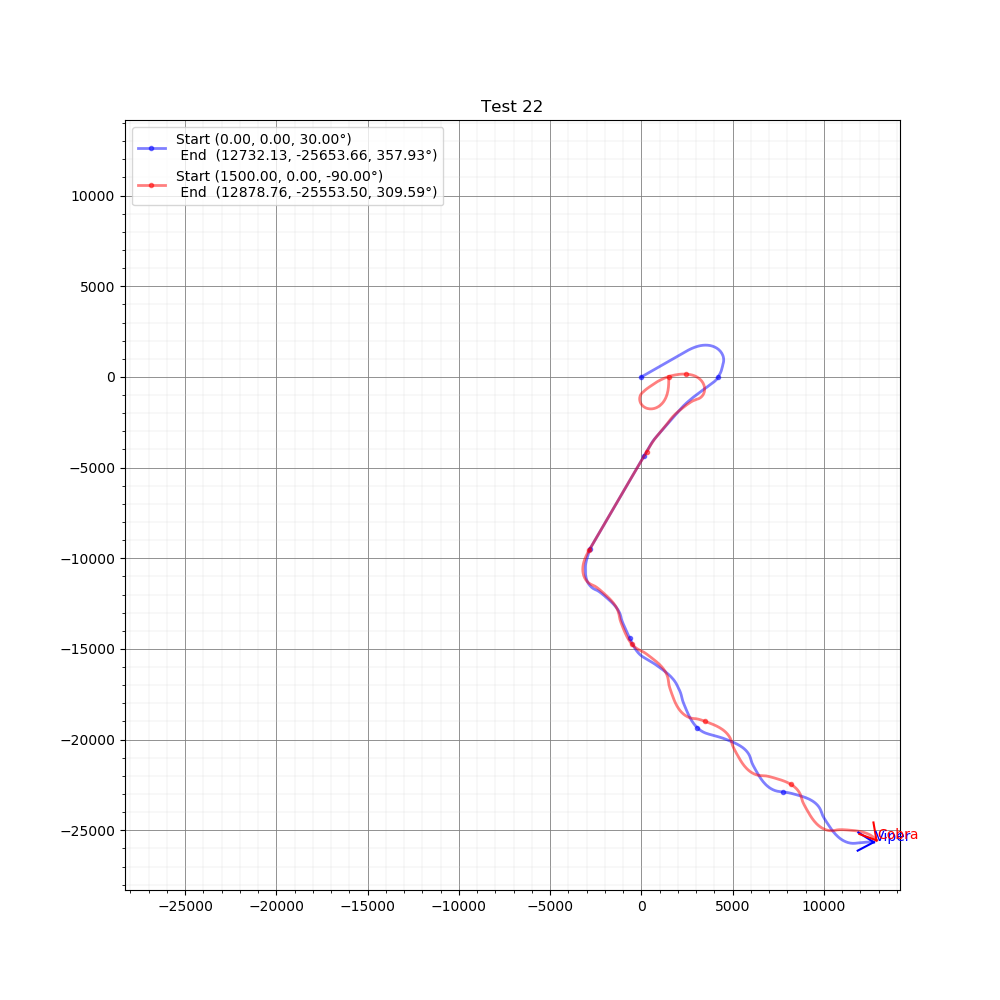 Test 22
Start (0.00, 0.00, 30.00°)
End  (12732.13, -25653.66, 357.93°)
Start (1500.00, 0.00, -90.00°)
End  (12878.76, -25553.50, 309.59°)
10000
5000
0
−5000
−10000
−15000
−20000
−25000
Cobra
Viper
−25000 −20000 −15000 −10000 −5000 0 5000 10000